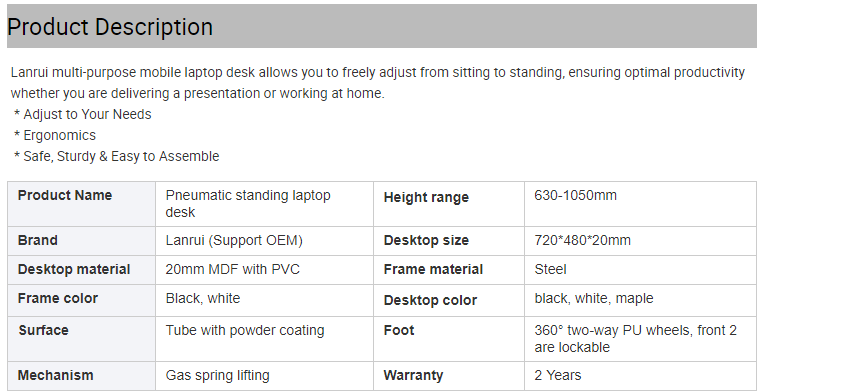 Product Description
Lanrui multi-purpose mobile laptop desk allows you to freely adjust from sitting to standing, ensuring optimal productivity
whether you are delivering a presentation or working at home.
* Adjust to Your Needs
* Ergonomics
* Safe, Sturdy & Easy to Assemble
Product Name Pneumatic standing laptop Height range 630-1050mm
desk
Brand Lanrui (Support OEM) Desktop size 720*480*20mm
Desktop material 20mm MDF with PVC Frame material Steel
Frame color Black, white Desktop color black, white, maple
Surface Tube with powder coating Foot 360° two-way PU wheels, front 2
are lockable
Mechanism Gas spring lifting Warranty 2 Years